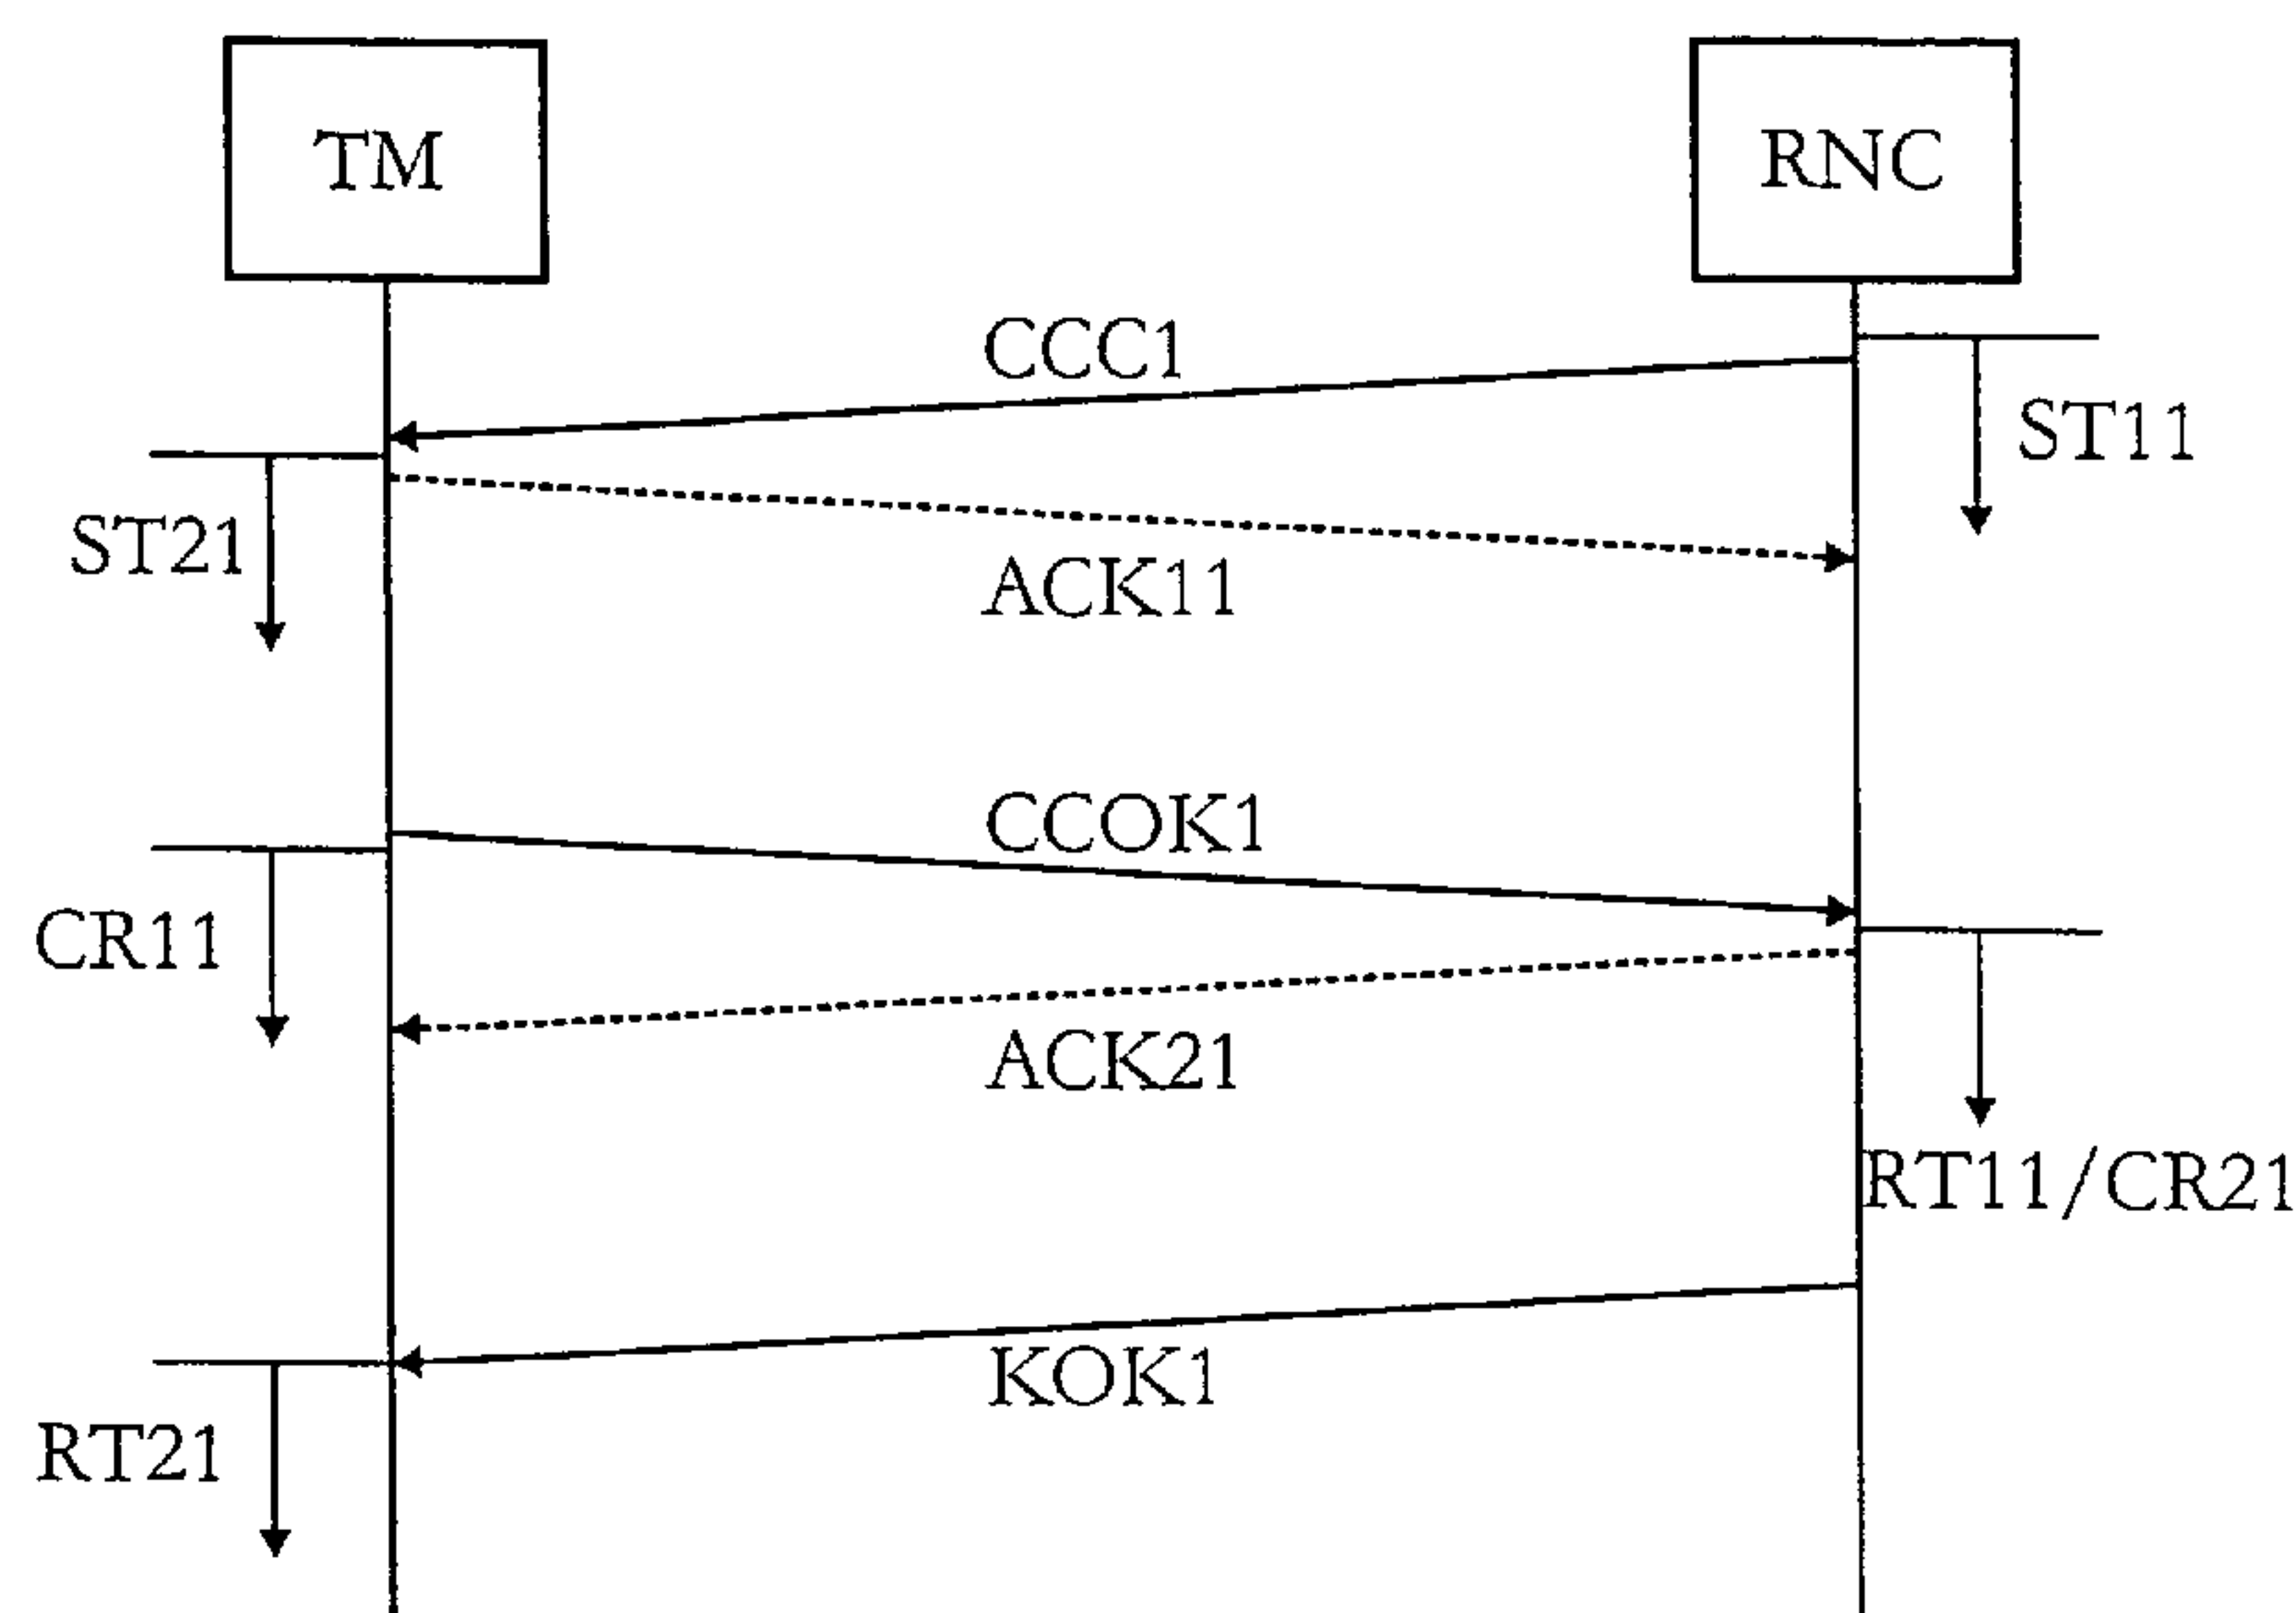 TM
RNC
CCC1
ST11
ST21
ACK11
CCOK1
CR11
ACK21
RT11/CR21
KOK1
RT21